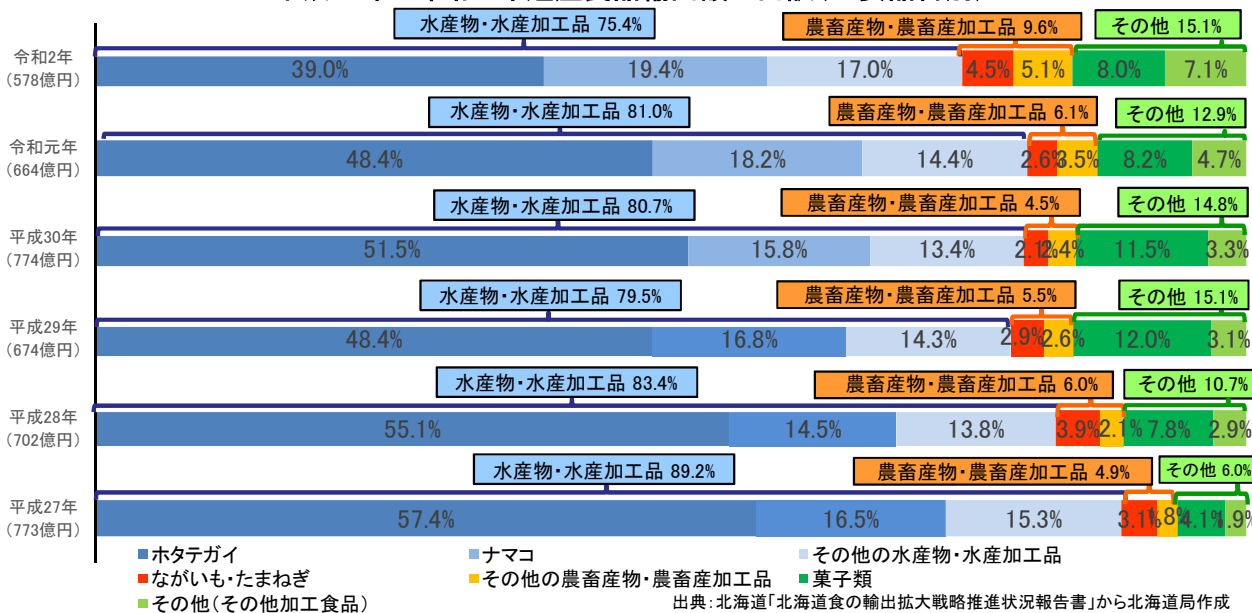 水産物・水産加工品 75.4%
農畜産物・農畜産加工品 9.6%
その他 15.1%
令和2年
(578億円)
39.0% 19.4% 17.0% 4.5% 5.1% 8.0% 7.1%
水産物・水産加工品 81.0%
農畜産物・農畜産加工品 6.1%
その他 12.9%
令和元年
(664億円)
48.4% 18.2% 14.4% 2.6% 3.5% 8.2% 4.7%
水産物・水産加工品 80.7%
農畜産物・農畜産加工品 4.5%
その他 14.8%
平成30年
(774億円)
51.5% 15.8% 13.4% 2.1% 2.4% 11.5% 3.3%
水産物・水産加工品 79.5%
農畜産物・農畜産加工品 5.5%
その他 15.1%
平成29年
(674億円)
48.4% 16.8% 14.3% 2.9% 2.6% 12.0% 3.1%
水産物・水産加工品 83.4%
農畜産物・農畜産加工品 6.0%
その他 10.7%
平成28年
(702億円)
55.1% 14.5% 13.8% 3.9% 2.1% 7.8% 2.9%
水産物・水産加工品 89.2%
農畜産物・農畜産加工品 4.9%
その他 6.0%
平成27年
(773億円)
57.4% 16.5% 15.3% 3.1% 1.8% 4.1% 1.9%
ホタテガイ
ナマコ
その他の水産物・水産加工品
ながいも・たまねぎ
その他の農畜産物・農畜産加工品
菓子類
その他(その他加工食品)
出典:北海道「北海道食の輸出拡大戦略推進状況報告書」から北海道局作成